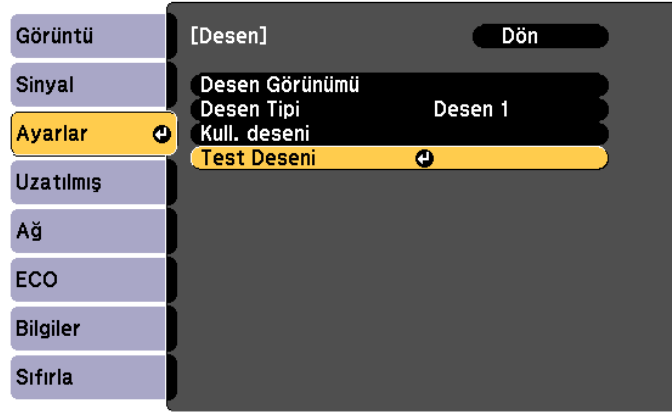 Görüntü
Sinyal
Ayarlar
Uzatılmış
Ağ
ECO
Bilgiler
Sıfırla
[Desen] Dön
Desen Görünümü
Desen Tipi Desen 1
Kull. deseni
Test Deseni